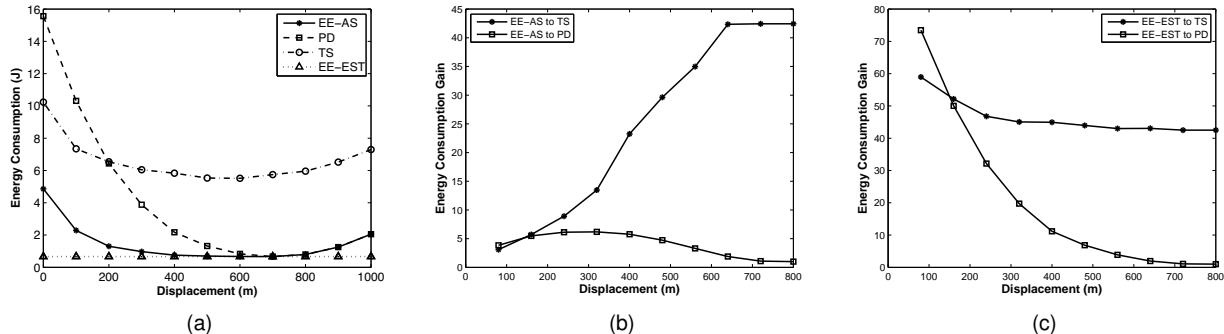 16
14
12
10
8
6
4
2
0
Energy Consumption (J)
EE−AS
PD
TS
EE−EST
0 200 400 600 800 1000
Displacement (m)
(a)
45
40
35
30
25
20
15
10
5
0
Energy Consumption Gain
EE−AS to TS
EE−AS to PD
0 100 200 300 400 500 600 700 800
Displacement (m)
(b)
80
70
60
50
40
30
20
10
0
Energy Consumption Gain
EE−EST to TS
EE−EST to PD
0 100 200 300 400 500 600 700 800
Displacement (m)
(c)